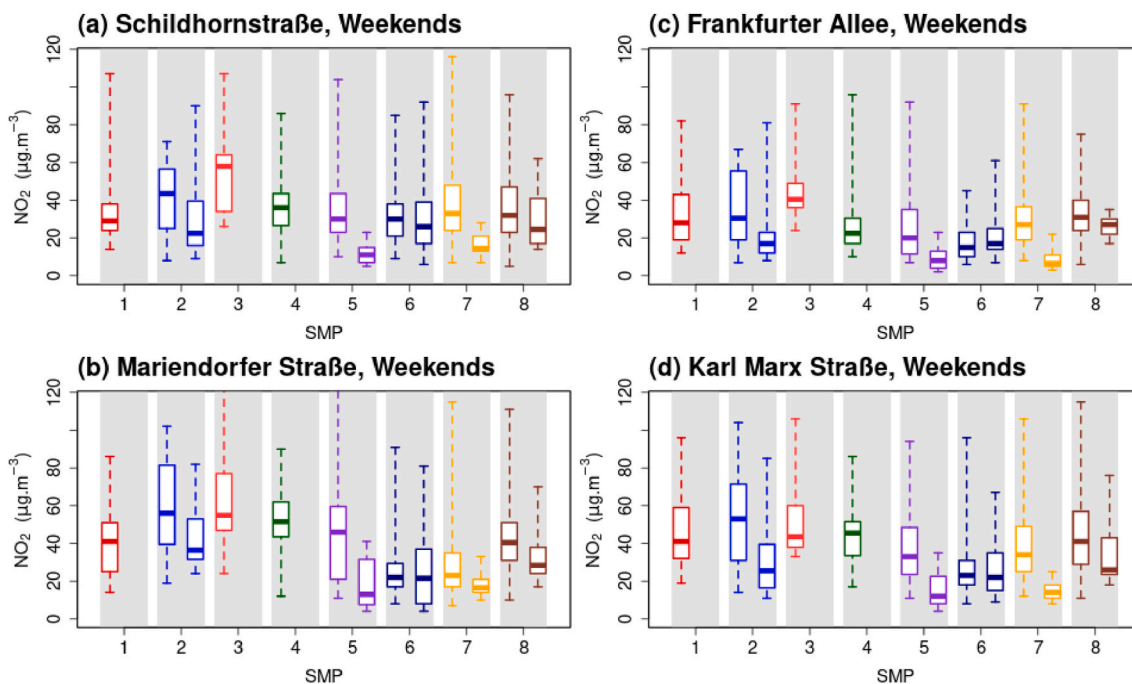 (a) Schildhornstraße, Weekends
120
80
60
40
20
0
NO₂ (µg.m⁻³)
1 2 3 4 5 6 7 8
SMP
(c) Frankfurter Allee, Weekends
120
80
60
40
20
0
NO₂ (µg.m⁻³)
1 2 3 4 5 6 7 8
SMP
(b) Mariendorfer Straße, Weekends
120
80
60
40
20
0
NO₂ (µg.m⁻³)
1 2 3 4 5 6 7 8
SMP
(d) Karl Marx Straße, Weekends
120
80
60
40
20
0
NO₂ (µg.m⁻³)
1 2 3 4 5 6 7 8
SMP